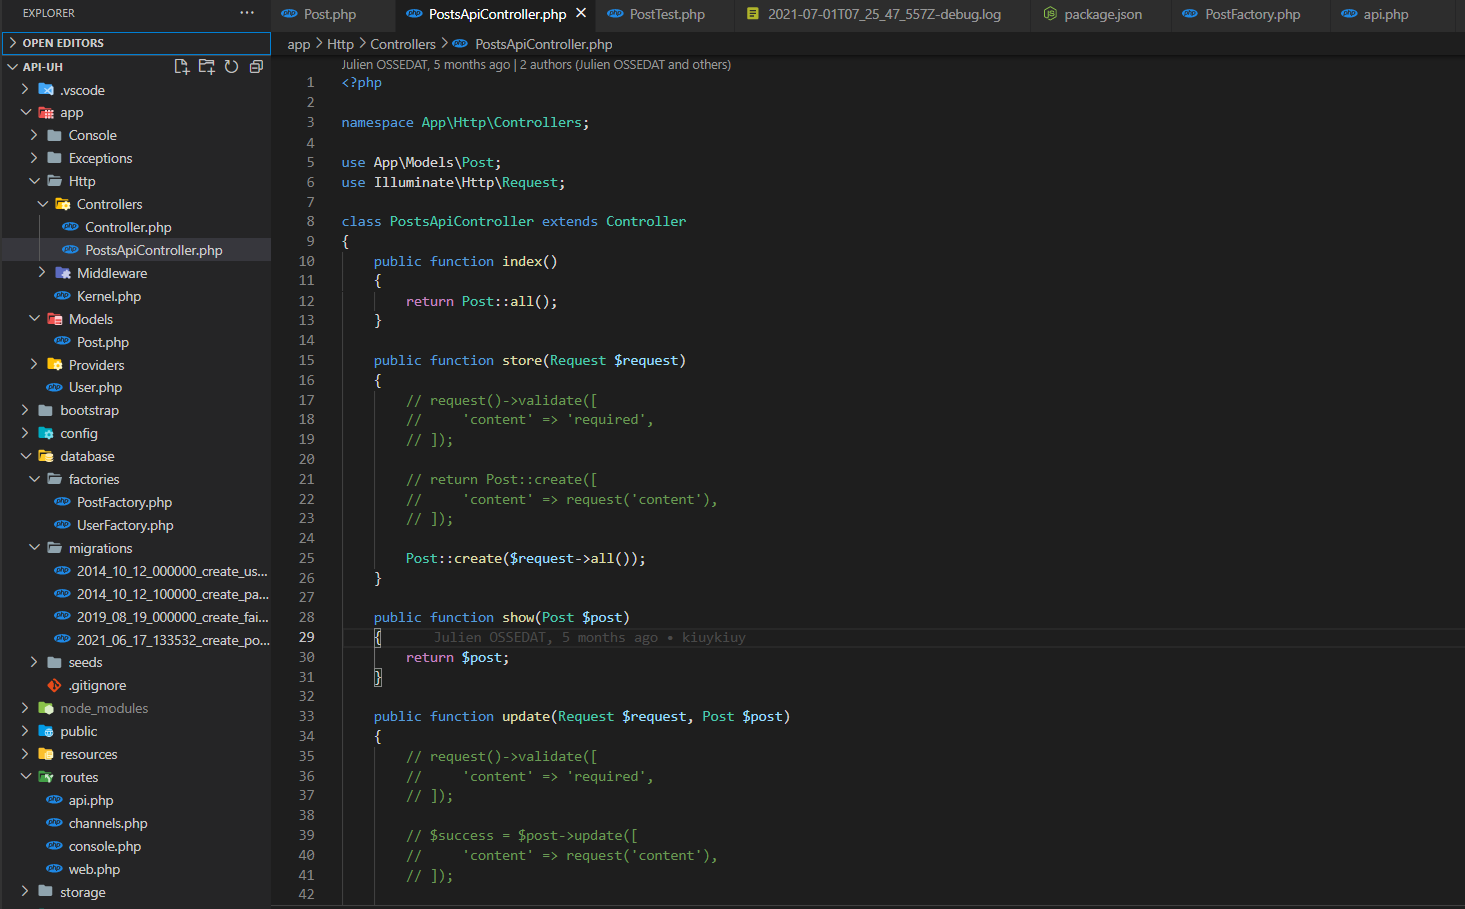 EXPLORER
···
Post.php
PostsApiController.php
PostTest.php
2021-07-01T07_25_47_557Z-debug.log
package.json
PostFactory.php
api.php
OPEN EDITORS
API-UH
.vscode
app
Console
Exceptions
Http
Controllers
Controller.php
PostsApiController.php
Middleware
Kernel.php
Models
Post.php
Providers
User.php
bootstrap
config
database
factories
PostFactory.php
UserFactory.php
migrations
2014_10_12_000000_create_us...
2014_10_12_100000_create_pa...
2019_08_19_000000_create_fai...
2021_06_17_133532_create_po...
seeds
.gitignore
node_modules
public
resources
routes
api.php
channels.php
console.php
web.php
storage
app > Http > Controllers > PostsApiController.php
Julien OSSEDAT, 5 months ago | 2 authors (Julien OSSEDAT and others)
1 <?php
2
3 namespace App\Http\Controllers;
4
5 use App\Models\Post;
6 use Illuminate\Http\Request;
7
8 class PostsApiController extends Controller
9 {
10     public function index()
11     {
12         return Post::all();
13     }
14
15     public function store(Request $request)
16     {
17         // request()->validate([
18         //     'content' => 'required',
19         // ]);
20
21         // return Post::create([
22         //     'content' => request('content'),
23         // ]);
24
25         Post::create($request->all());
26     }
27
28     public function show(Post $post)
29     {     Julien OSSEDAT, 5 months ago • kiuykiuy
30         return $post;
31     }
32
33     public function update(Request $request, Post $post)
34     {
35         // request()->validate([
36         //     'content' => 'required',
37         // ]);
38
39         // $success = $post->update([
40         //     'content' => request('content'),
41         // ]);
42